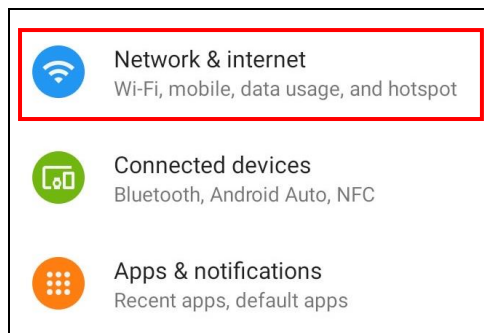 Network & internet
Wi-Fi, mobile, data usage, and hotspot
Connected devices
Bluetooth, Android Auto, NFC
Apps & notifications
Recent apps, default apps